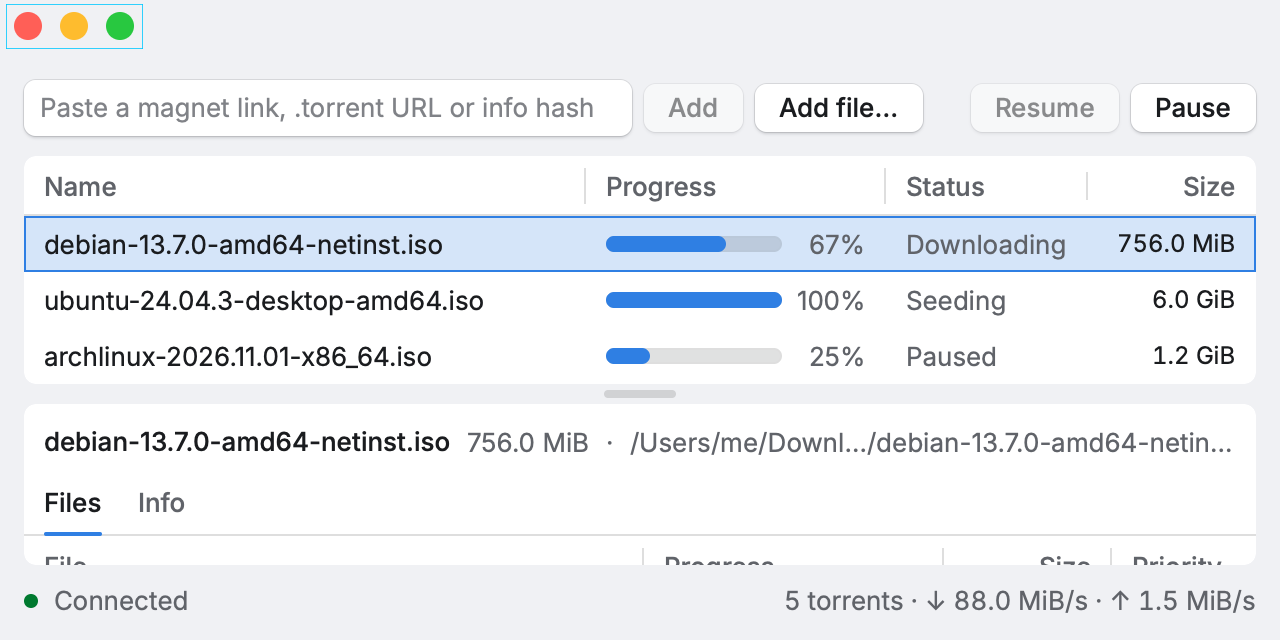 Paste a magnet link, .torrent URL or info hash Add Add file... Resume Pause
Name Progress Status Size
debian-13.7.0-amd64-netinst.iso 67% Downloading 756.0 MiB
ubuntu-24.04.3-desktop-amd64.iso 100% Seeding 6.0 GiB
archlinux-2026.11.01-x86_64.iso 25% Paused 1.2 GiB
debian-13.7.0-amd64-netinst.iso 756.0 MiB · /Users/me/Downl.../debian-13.7.0-amd64-netin...
Files Info
File Progress Size Priority
Connected 5 torrents · ↓ 88.0 MiB/s · ↑ 1.5 MiB/s